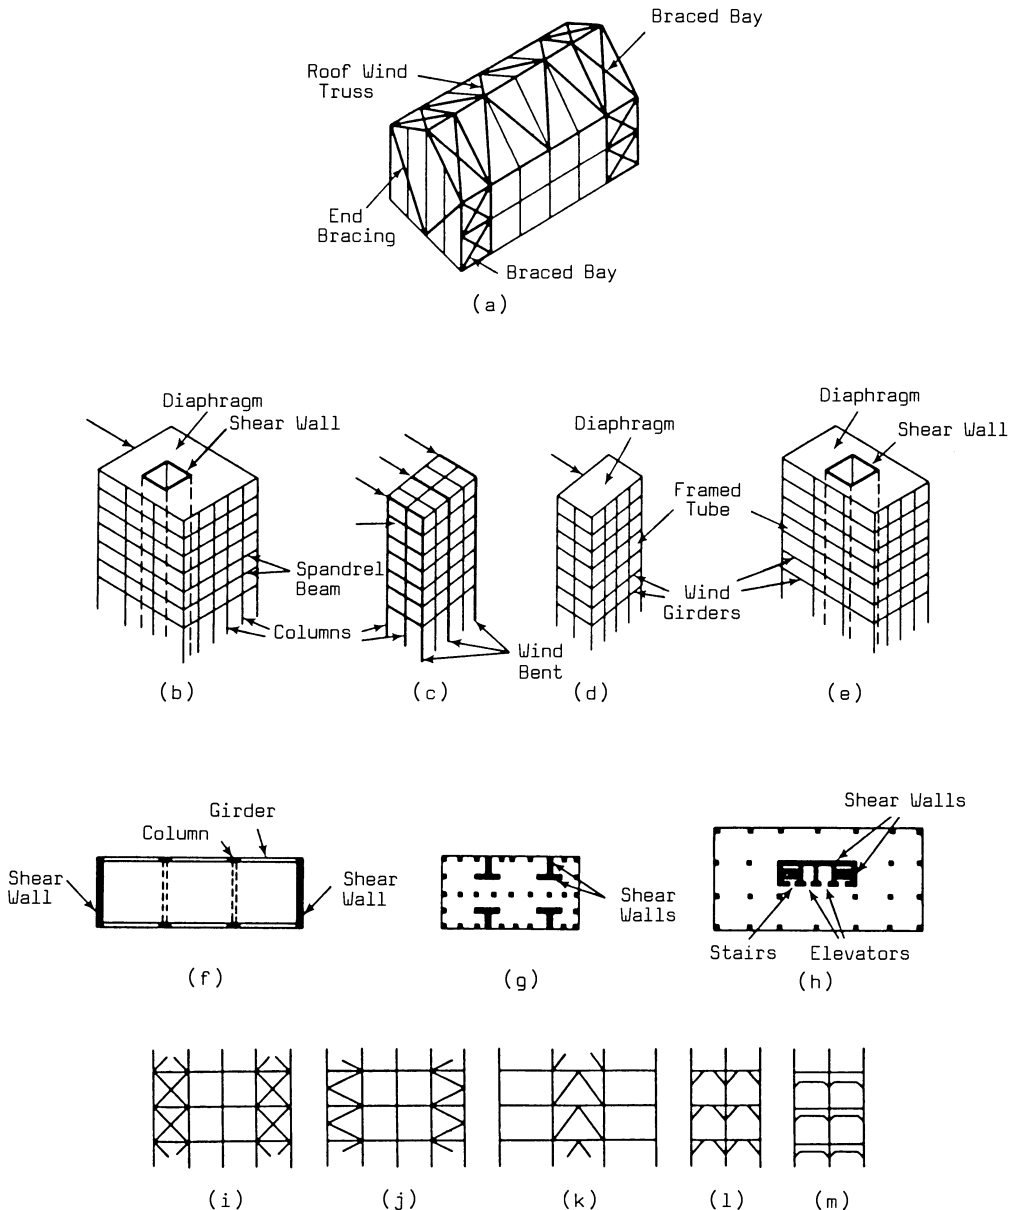 Braced Bay
Roof Wind
Truss
End
Bracing
Braced Bay
(a)
Diaphragm
Shear Wall
Spandrel
Beam
Columns
(b)
Wind
Bent
(c)
Diaphragm
Framed
Tube
Wind
Girders
(d)
Diaphragm
Shear Wall
(e)
Girder
Column
Shear
Wall
Shear
Wall
(f)
Shear
Walls
(g)
Shear Walls
Stairs
Elevators
(h)
(i)
(j)
(k)
(l)
(m)